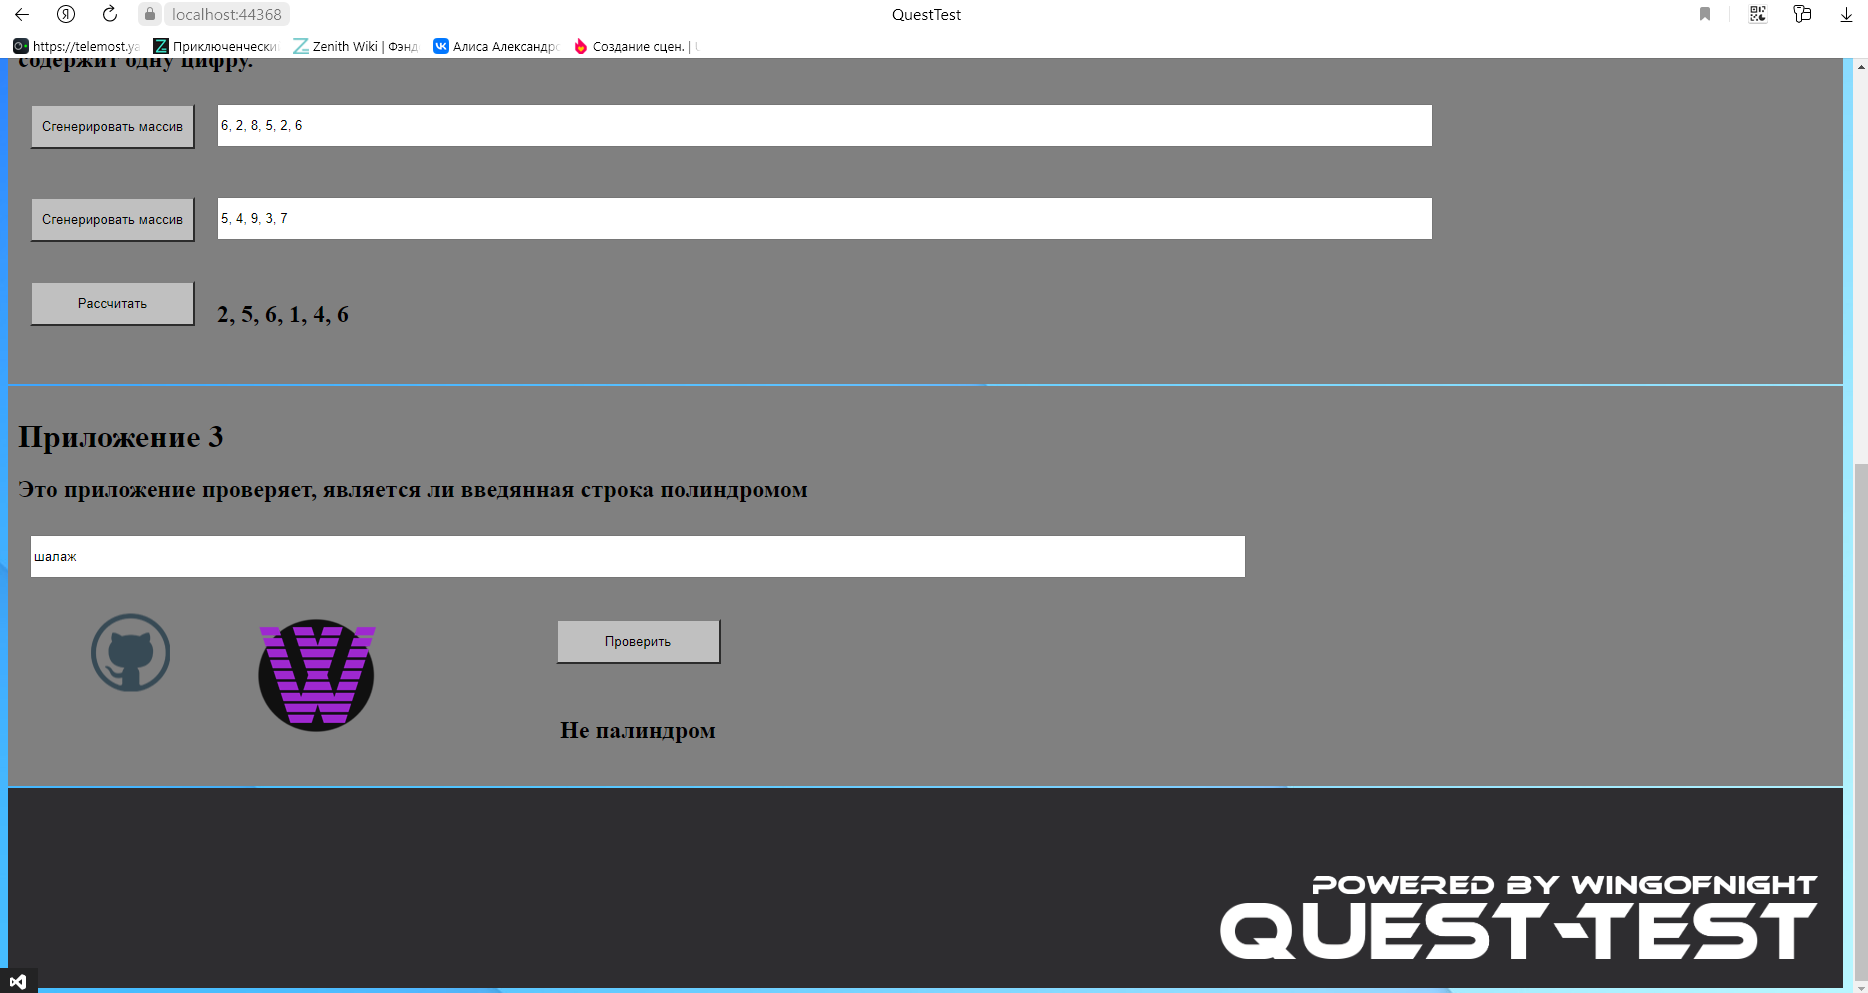 localhost:44368
QuestTest
https://telemost.ya
Приключенчески
Zenith Wiki | Фэнд
Алиса Александро
Создание сцен. |
содержит одну цифру.
Сгенерировать массив
6, 2, 8, 5, 2, 6
Сгенерировать массив
5, 4, 9, 3, 7
Рассчитать
2, 5, 6, 1, 4, 6
Приложение 3
Это приложение проверяет, является ли введянная строка полиндромом
шалаж
Проверить
Не палиндром
POWERED BY WINGOFNIGHT
QUEST-TEST